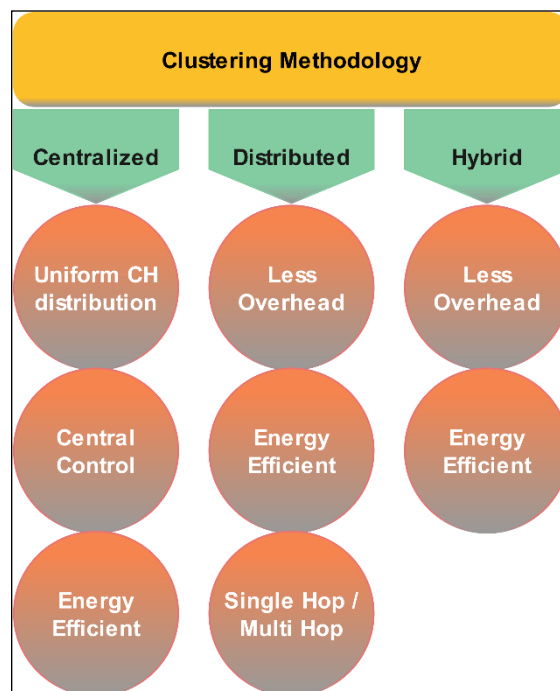 Clustering Methodology
Centralized
Distributed
Hybrid
Uniform CH
distribution
Less
Overhead
Less
Overhead
Central
Control
Energy
Efficient
Energy
Efficient
Energy
Efficient
Single Hop /
Multi Hop